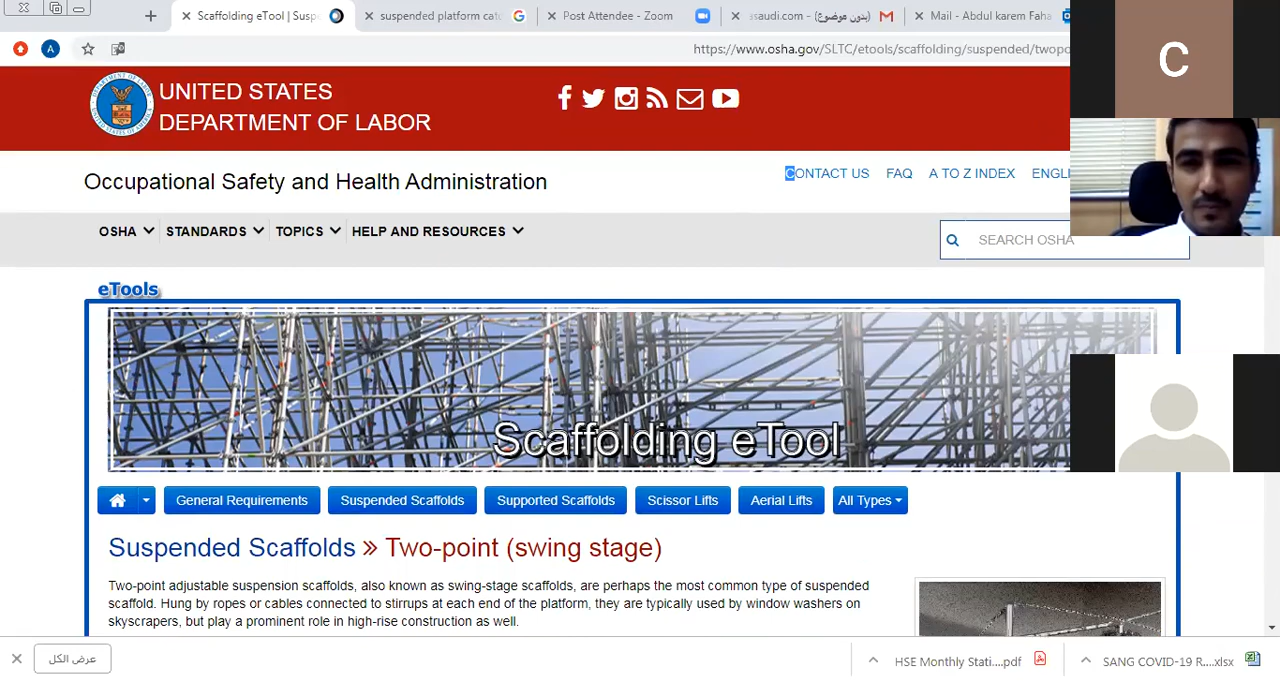 Scaffolding eTool | Susp
suspended platform catu
Post Attendee - Zoom
ssaudi.com - (بدون موضوع)
Mail - Abdul karem Faha
A
https://www.osha.gov/SLTC/etools/scaffolding/suspended/twopo
C
UNITED STATES
DEPARTMENT OF LABOR
Occupational Safety and Health Administration
CONTACT US FAQ A TO Z INDEX ENGLI
OSHA STANDARDS TOPICS HELP AND RESOURCES
SEARCH OSHA
eTools
Scaffolding eTool
General Requirements Suspended Scaffolds Supported Scaffolds Scissor Lifts Aerial Lifts All Types
Suspended Scaffolds » Two-point (swing stage)
Two-point adjustable suspension scaffolds, also known as swing-stage scaffolds, are perhaps the most common type of suspended
scaffold. Hung by ropes or cables connected to stirrups at each end of the platform, they are typically used by window washers on
skyscrapers, but play a prominent role in high-rise construction as well.
عرض الكل
HSE Monthly Stati....pdf
SANG COVID-19 R....xlsx